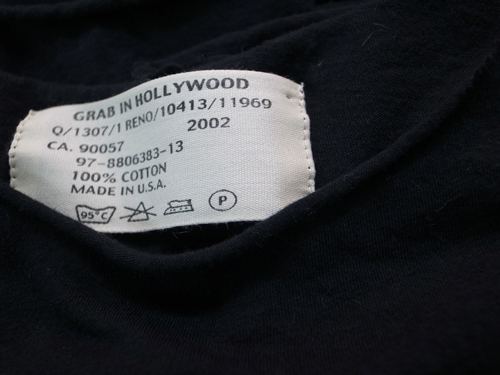 GRAB IN HOLLYWOOD
Q/1307/1 RENO/10413/11969
CA. 90057 2002
97-8806383-13
100% COTTON
MADE IN U.S.A.
95°C P